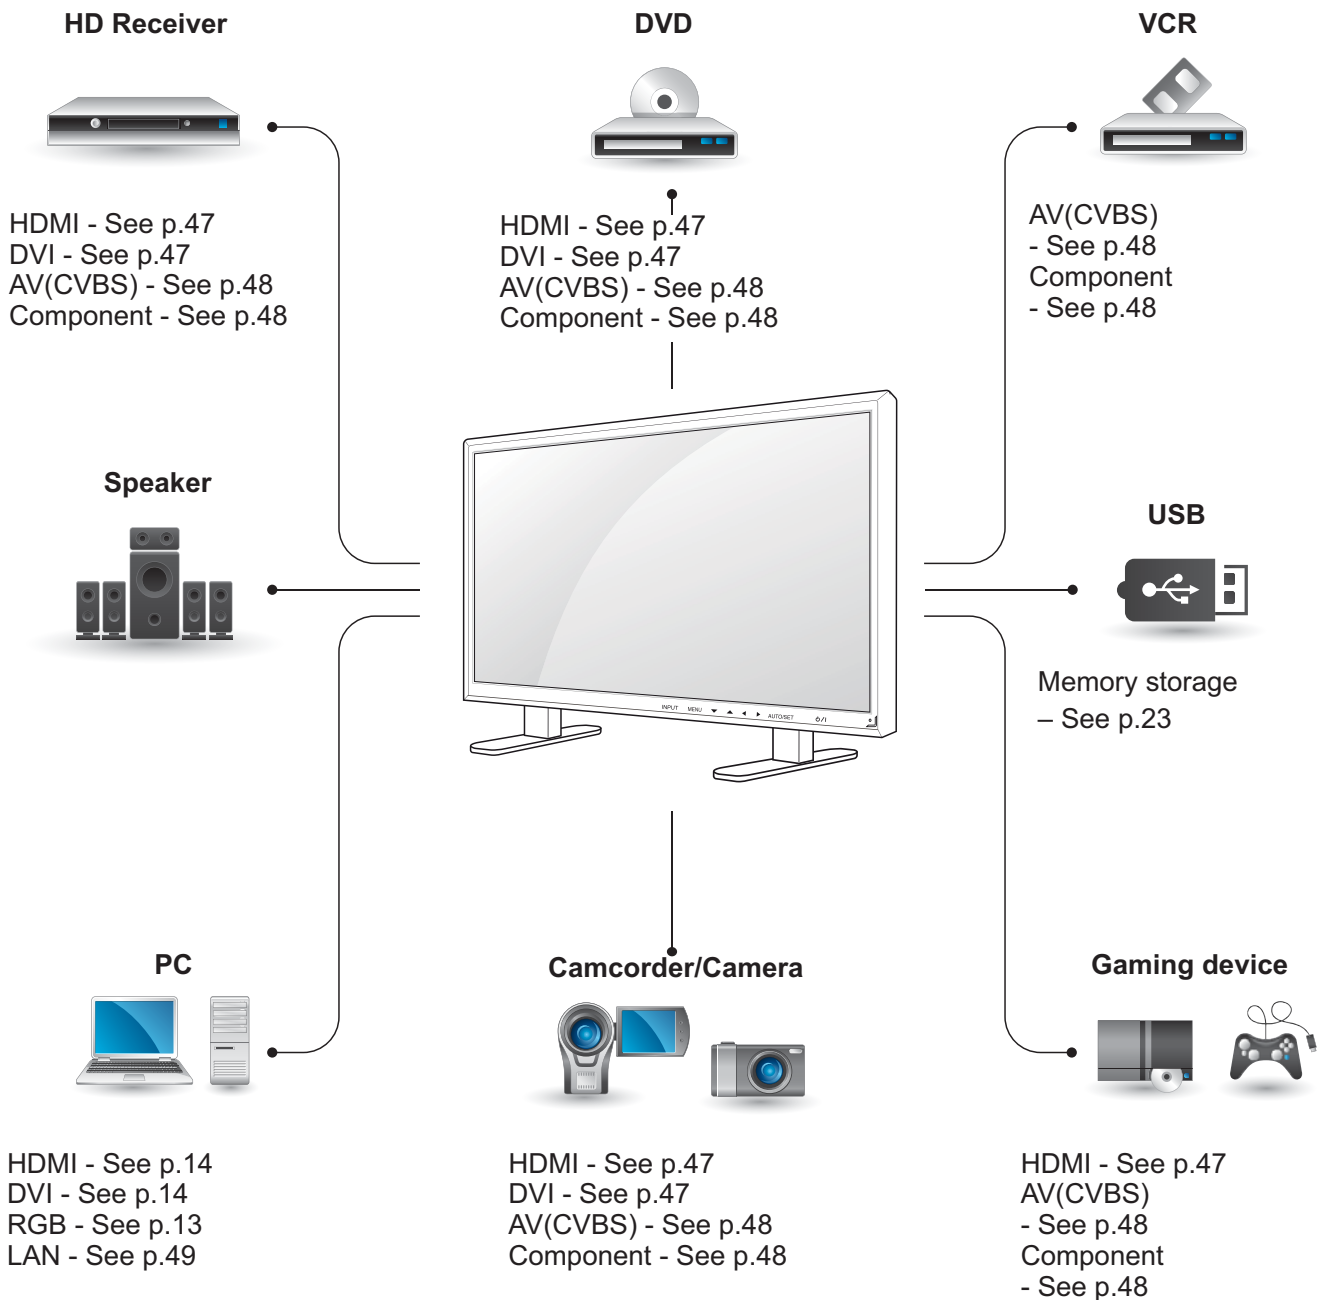 HD Receiver
HDMI - See p.47
DVI - See p.47
AV(CVBS) - See p.48
Component - See p.48
DVD
HDMI - See p.47
DVI - See p.47
AV(CVBS) - See p.48
Component - See p.48
VCR
AV(CVBS)
- See p.48
Component
- See p.48
Speaker
USB
Memory storage
– See p.23
INPUT MENU ▼ ▲ ◀ ▶ AUTO/SET ⏻/I
PC
HDMI - See p.14
DVI - See p.14
RGB - See p.13
LAN - See p.49
Camcorder/Camera
HDMI - See p.47
DVI - See p.47
AV(CVBS) - See p.48
Component - See p.48
Gaming device
HDMI - See p.47
AV(CVBS)
- See p.48
Component
- See p.48